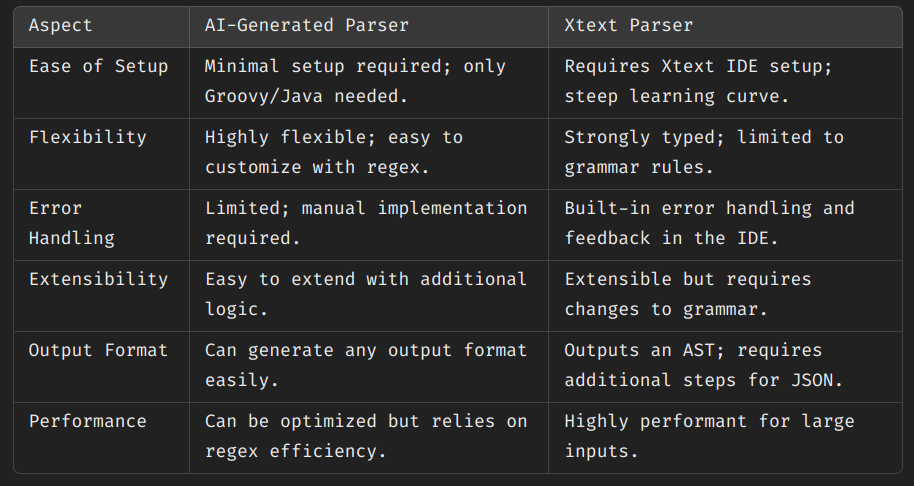 Aspect AI-Generated Parser Xtext Parser
Ease of Setup Minimal setup required; only Requires Xtext IDE setup;
Groovy/Java needed. steep learning curve.
Flexibility Highly flexible; easy to Strongly typed; limited to
customize with regex. grammar rules.
Error Limited; manual implementation Built-in error handling and
Handling required. feedback in the IDE.
Extensibility Easy to extend with additional Extensible but requires
logic. changes to grammar.
Output Format Can generate any output format Outputs an AST; requires
easily. additional steps for JSON.
Performance Can be optimized but relies on Highly performant for large
regex efficiency. inputs.